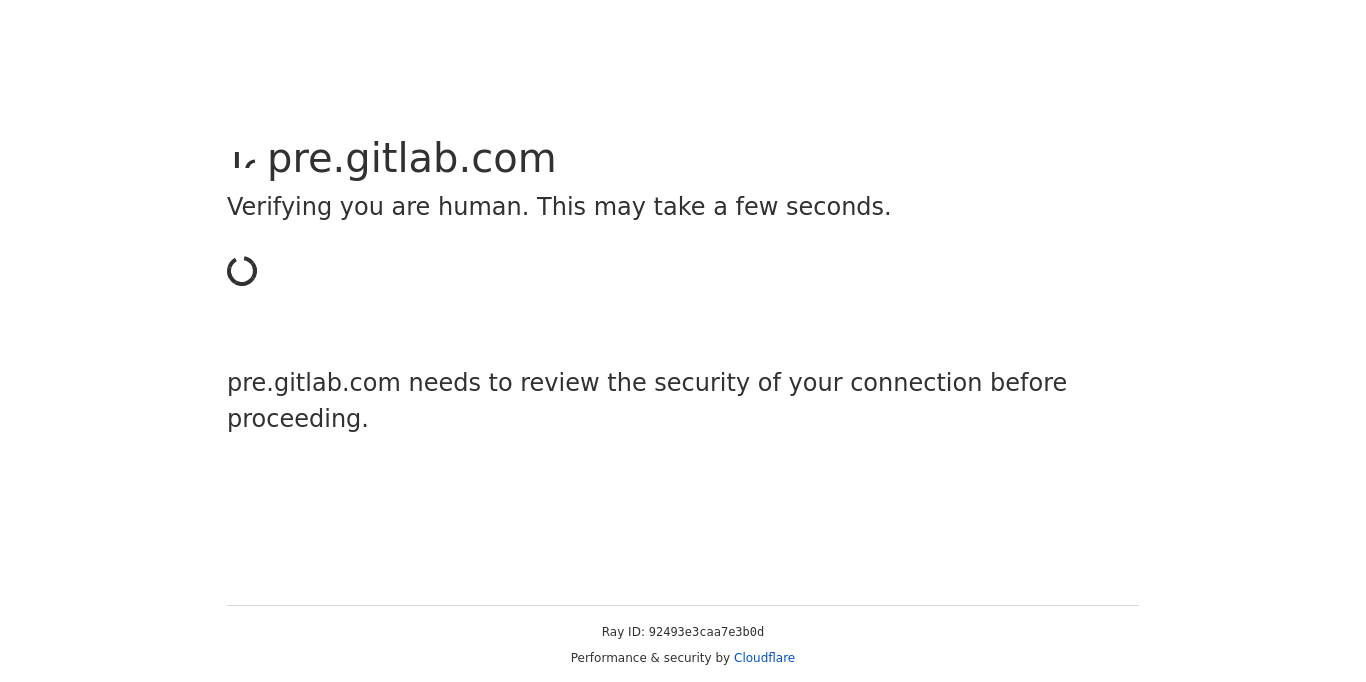 pre.gitlab.com
Verifying you are human. This may take a few seconds.
pre.gitlab.com needs to review the security of your connection before
proceeding.
Ray ID: 92493e3caa7e3b0d
Performance & security by Cloudflare